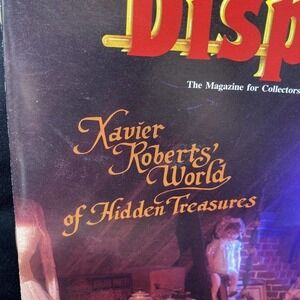 Disp
The Magazine for Collectors
Xavier
Roberts'
World
of Hidden Treasures